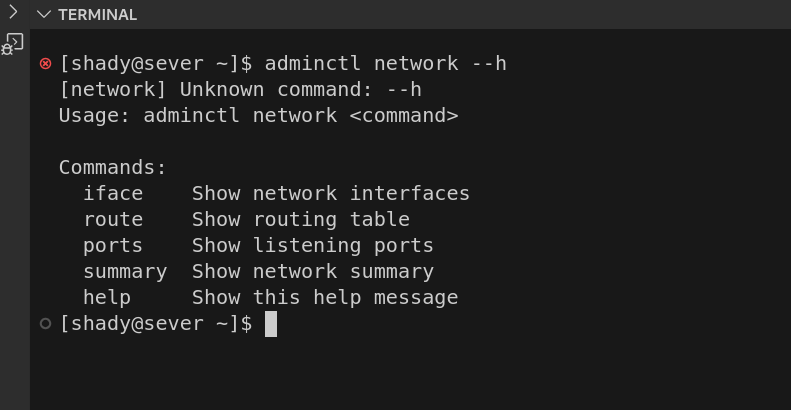 TERMINAL
[shady@sever ~]$ adminctl network --h
[network] Unknown command: --h
Usage: adminctl network <command>
Commands:
  iface    Show network interfaces
  route    Show routing table
  ports    Show listening ports
  summary  Show network summary
  help     Show this help message
[shady@sever ~]$